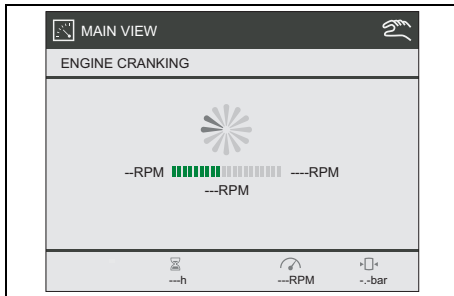 MAIN VIEW
ENGINE CRANKING
--RPM ----RPM
---RPM
---h ---RPM -.-bar